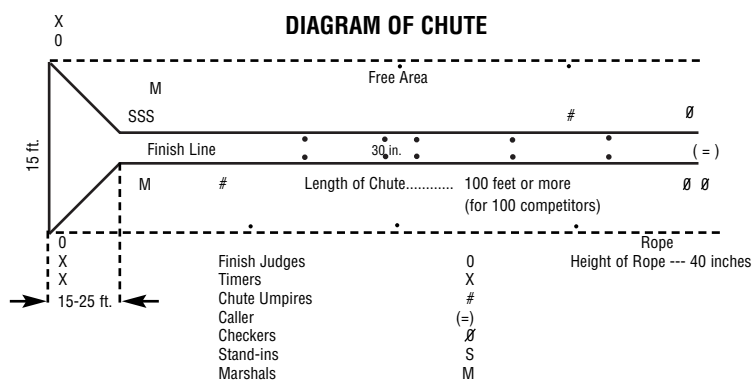 DIAGRAM OF CHUTE
X
0
Free Area
M
SSS
#
Ø
15 ft.
Finish Line
30 in.
(=)
M
#
Length of Chute............ 100 feet or more
(for 100 competitors)
Ø Ø
0
X
X
15-25 ft.
Rope
Height of Rope --- 40 inches
Finish Judges 0
Timers X
Chute Umpires #
Caller (=)
Checkers Ø
Stand-ins S
Marshals M